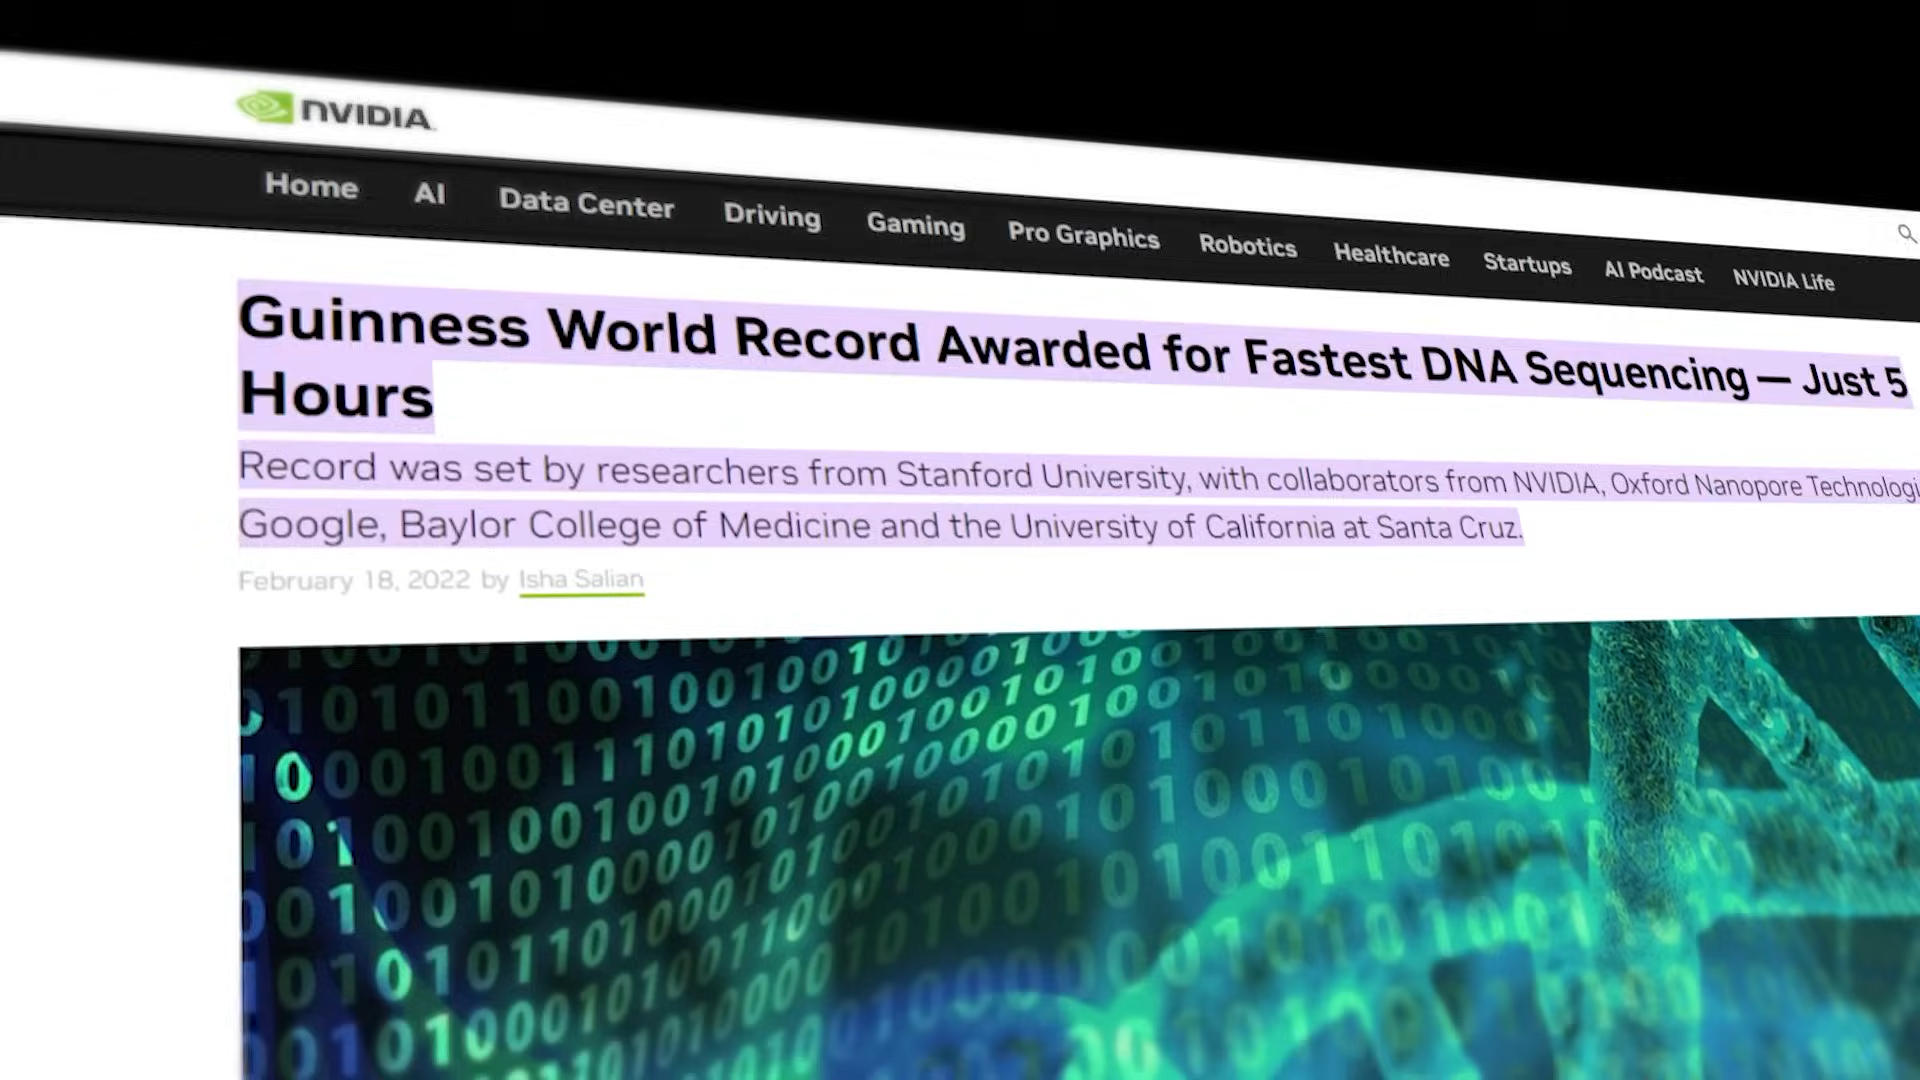 NVIDIA
Home AI Data Center Driving Gaming Pro Graphics Robotics Healthcare Startups AI Podcast NVIDIA Life
Guinness World Record Awarded for Fastest DNA Sequencing — Just 5
Hours
Record was set by researchers from Stanford University, with collaborators from NVIDIA, Oxford Nanopore Technologi
Google, Baylor College of Medicine and the University of California at Santa Cruz.
February 18, 2022 by Isha Salian